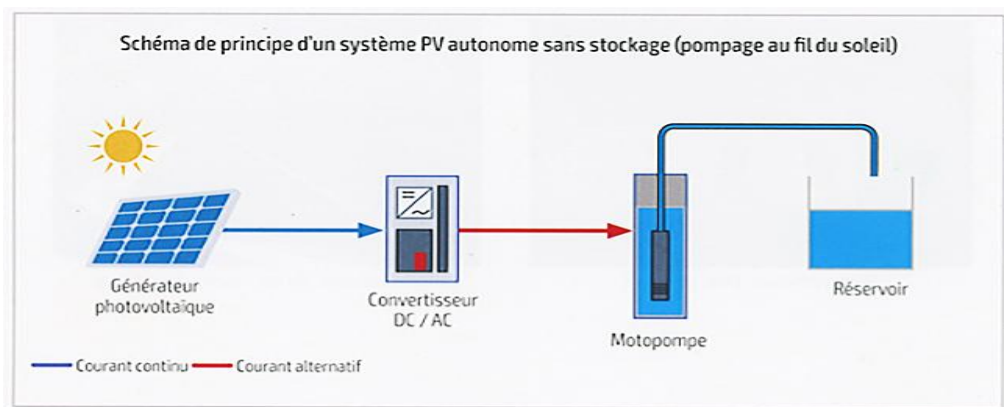 Schéma de principe d'un système PV autonome sans stockage (pompage au fil du soleil)
Générateur
photovoltaïque
Convertisseur
DC / AC
Motopompe
Réservoir
Courant continu
Courant alternatif